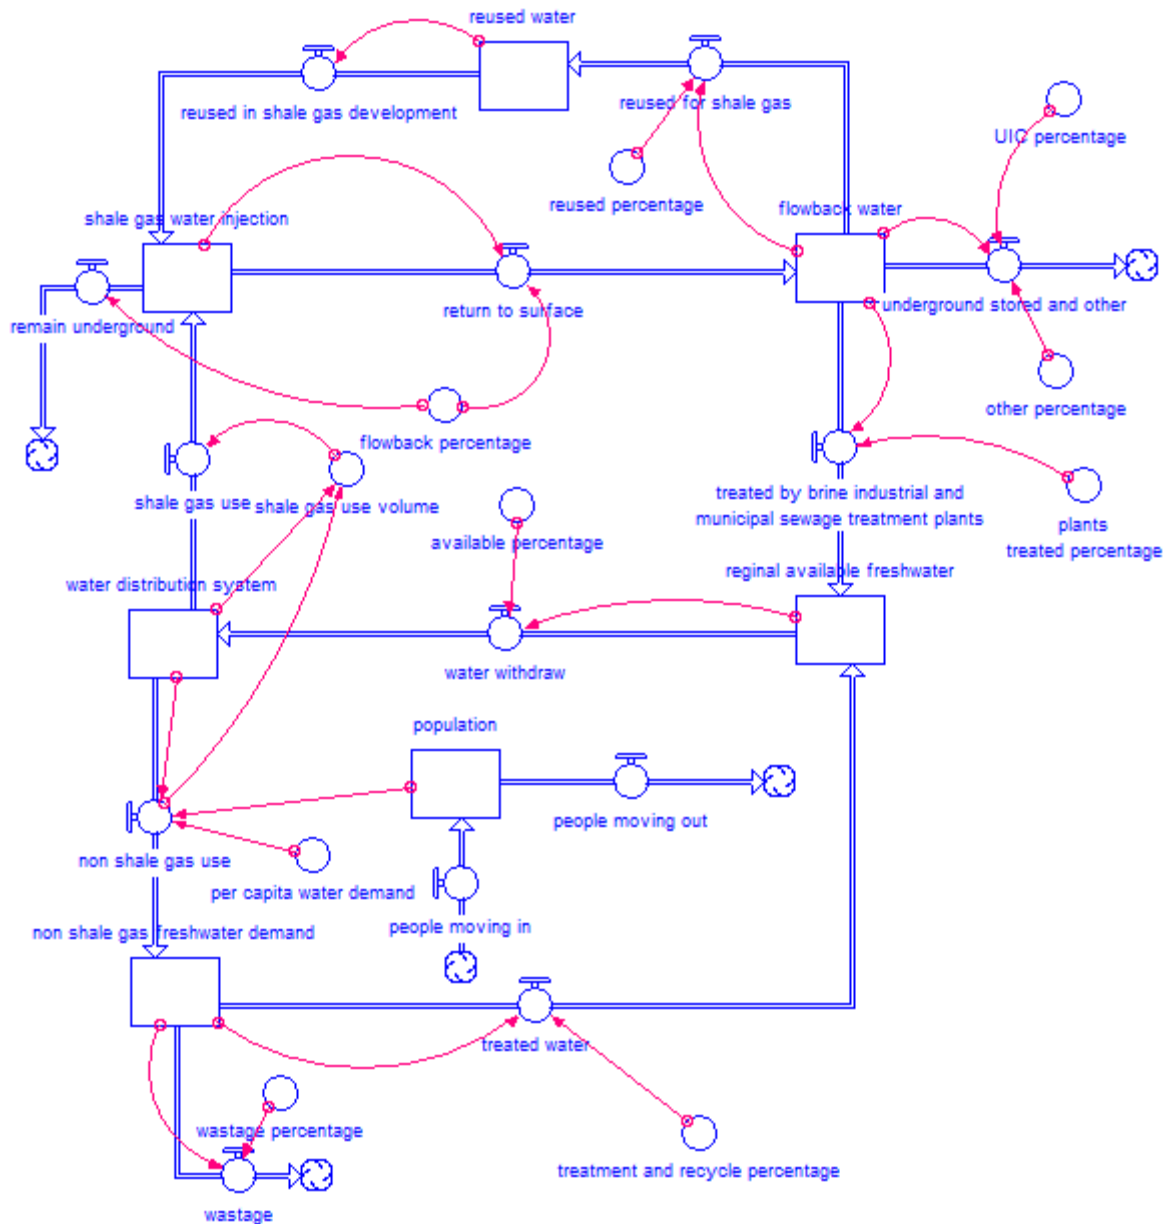 reused water
reused in shale gas development
reused for shale gas
UIC percentage
reused percentage
shale gas water injection
flowback water
remain underground
return to surface
underground stored and other
flowback percentage
other percentage
shale gas use
shale gas use volume
available percentage
treated by brine industrial and
municipal sewage treatment plants
plants
treated percentage
water distribution system
reginal available freshwater
water withdraw
population
people moving out
non shale gas use
per capita water demand
people moving in
non shale gas freshwater demand
treated water
wastage percentage
treatment and recycle percentage
wastage